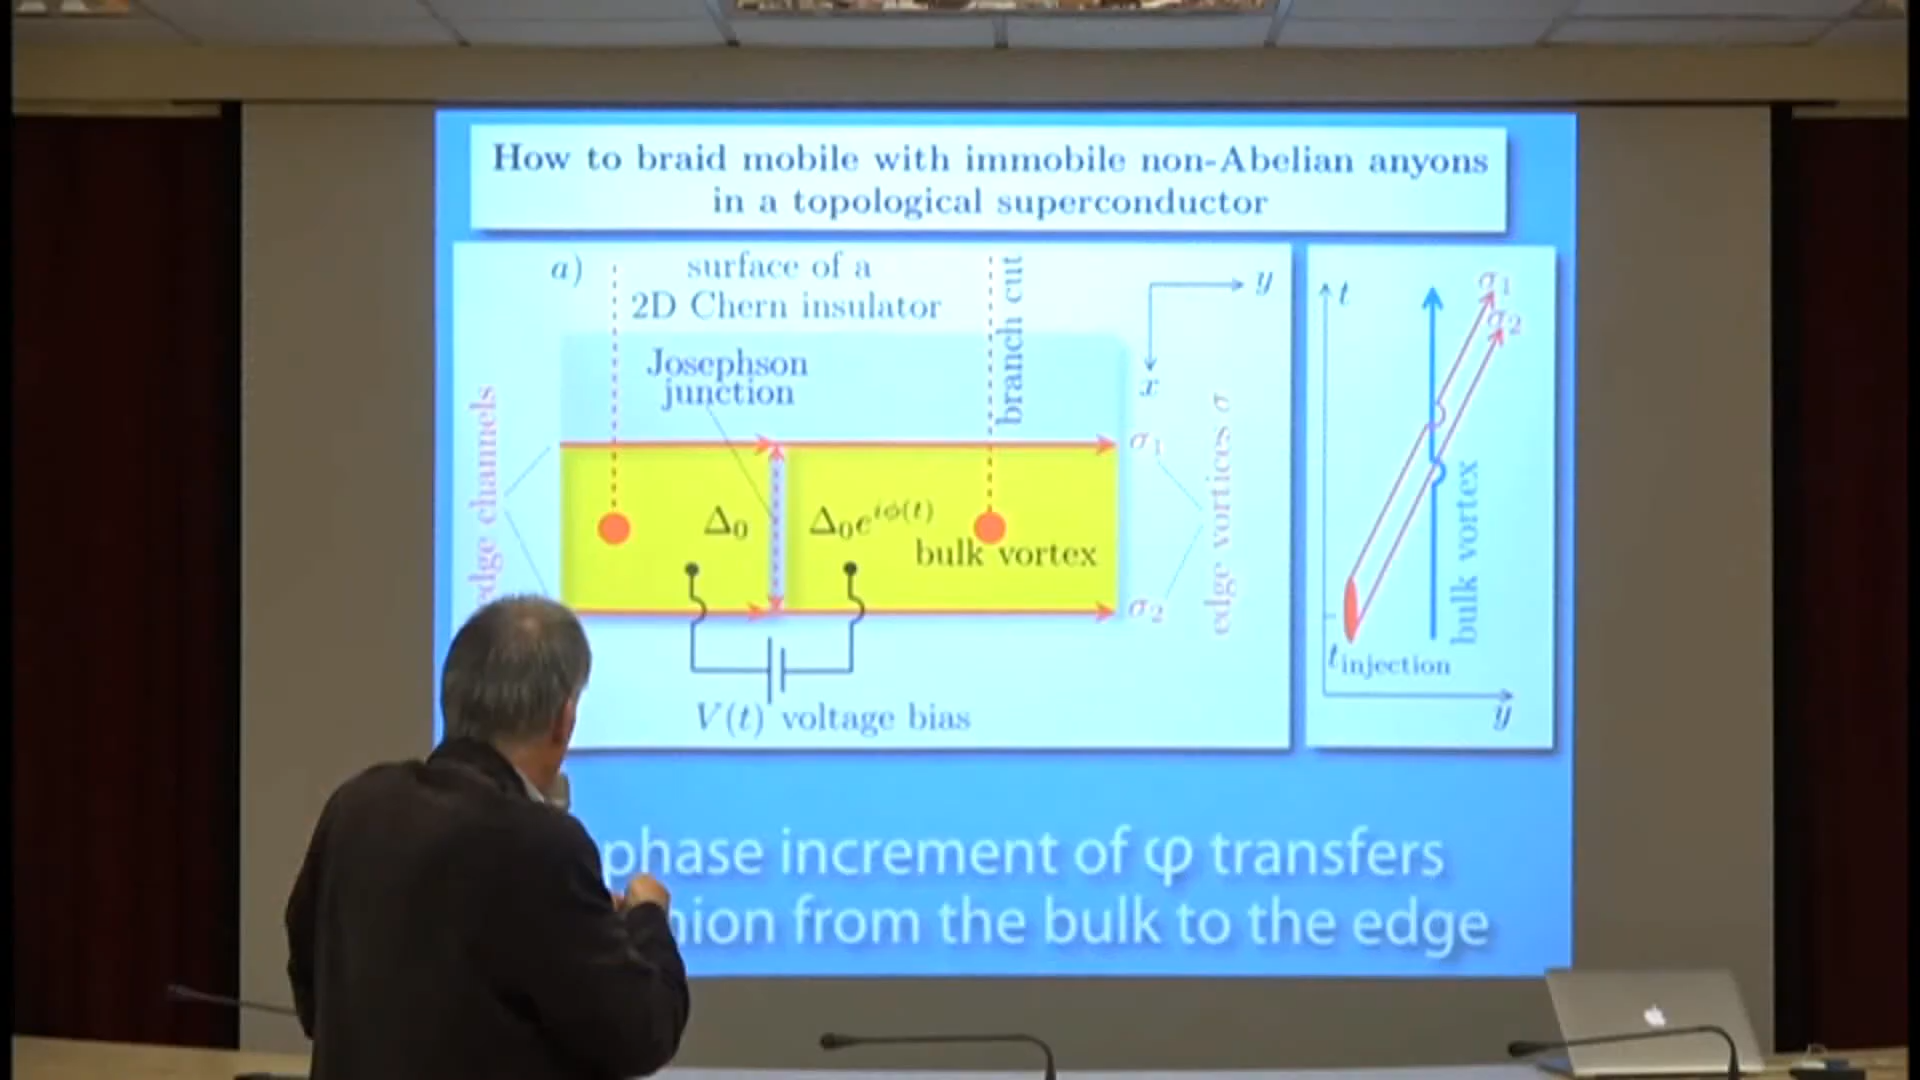 How to braid mobile with immobile non-Abelian anyons
in a topological superconductor
a)
surface of a
2D Chern insulator
branch cut
y
x
Josephson
junction
edge channels
σ1
Δ0
Δ0e^{iϕ(t)}
bulk vortex
σ2
edge vortices σ
V(t) voltage bias
t
σ1
σ2
bulk vortex
tinjection
y
phase increment of φ transfers
from the bulk to the edge